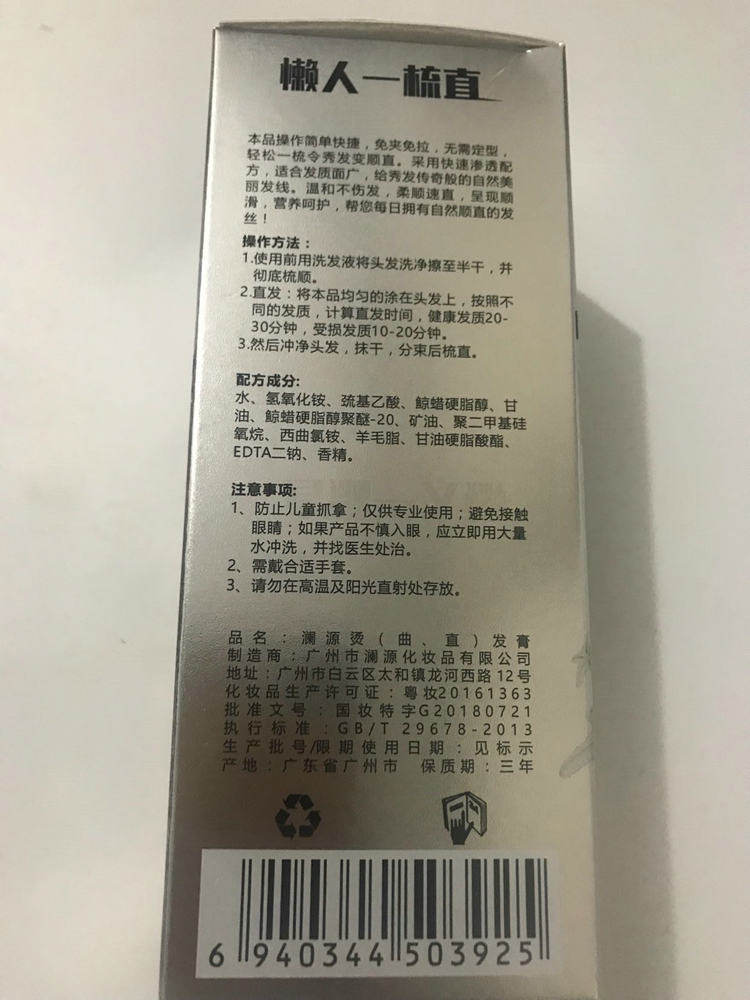 懒人一梳直
本品操作简单快捷，免夹免拉，无需定型，
轻松一梳令秀发变顺直。采用快速渗透配
方，适合发质面广，给秀发传奇般的自然美
丽发线。温和不伤发，柔顺速直，呈现顺
滑，营养呵护，帮您每日拥有自然顺直的发
丝！
操作方法：
1.使用前用洗发液将头发洗净擦至半干，并
彻底梳顺。
2.直发：将本品均匀的涂在头发上，按照不
同的发质，计算直发时间，健康发质20-
30分钟，受损发质10-20分钟。
3.然后冲净头发，抹干，分束后梳直。
配方成分:
水、氢氧化铵、巯基乙酸、鲸蜡硬脂醇、甘
油、鲸蜡硬脂醇聚醚-20、矿油、聚二甲基硅
氧烷、西曲氯铵、羊毛脂、甘油硬脂酸酯、
EDTA二钠、香精。
注意事项:
1、防止儿童抓拿；仅供专业使用；避免接触
眼睛；如果产品不慎入眼，应立即用大量
水冲洗，并找医生处治。
2、需戴合适手套。
3、请勿在高温及阳光直射处存放。
品名：澜源烫（曲、直）发膏
制造商：广州市澜源化妆品有限公司
地址：广州市白云区太和镇龙河西路12号
化妆品生产许可证：粤妆20161363
批准文号：国妆特字G20180721
执行标准：GB/T 29678-2013
生产批号/限期使用日期：见标示
产地：广东省广州市 保质期：三年
6 940344 503925